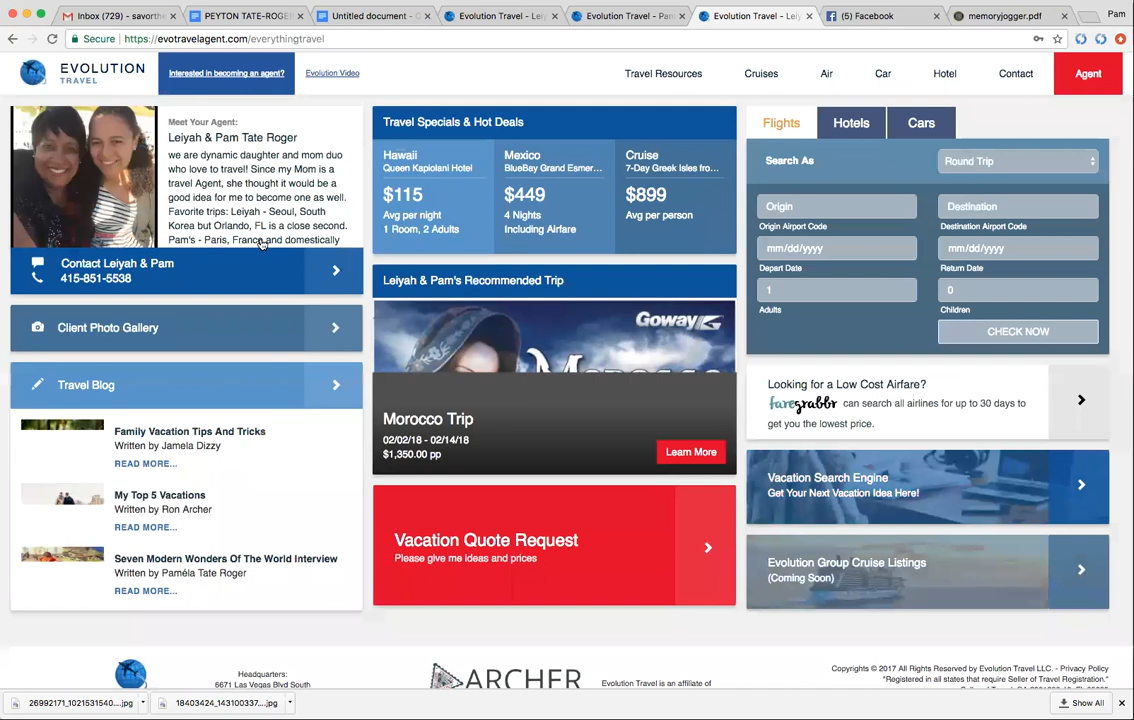 Inbox (729) - savorthe
PEYTON TATE-ROGER
Untitled document - G
Evolution Travel - Leiy
Evolution Travel - Pam
Evolution Travel - Leiy
(5) Facebook
memoryjogger.pdf
Pam
Secure
https://evotravelagent.com/everythingtravel
EVOLUTION
TRAVEL
Interested in becoming an agent?
Evolution Video
Travel Resources
Cruises
Air
Car
Hotel
Contact
Agent
Meet Your Agent:
Leiyah & Pam Tate Roger
we are dynamic daughter and mom duo
who love to travel! Since my Mom is a
travel Agent, she thought it would be a
good idea for me to become one as well.
Favorite trips: Leiyah - Seoul, South
Korea but Orlando, FL is a close second.
Pam's - Paris, France and domestically
Contact Leiyah & Pam
415-851-5538
Client Photo Gallery
Travel Blog
Family Vacation Tips And Tricks
Written by Jamela Dizzy
READ MORE...
My Top 5 Vacations
Written by Ron Archer
READ MORE...
Seven Modern Wonders Of The World Interview
Written by Paméla Tate Roger
READ MORE...
Travel Specials & Hot Deals
Hawaii
Queen Kapiolani Hotel
$115
Avg per night
1 Room, 2 Adults
Mexico
BlueBay Grand Esmer...
$449
4 Nights
Including Airfare
Cruise
7-Day Greek Isles fro...
$899
Avg per person
Leiyah & Pam's Recommended Trip
Goway
Morocco
Morocco Trip
02/02/18 - 02/14/18
$1,350.00 pp
Learn More
Vacation Quote Request
Please give me ideas and prices
Flights
Hotels
Cars
Search As
Round Trip
Origin
Destination
Origin Airport Code
Destination Airport Code
mm/dd/yyyy
mm/dd/yyyy
Depart Date
Return Date
1
0
Adults
Children
CHECK NOW
Looking for a Low Cost Airfare?
faregrabbr can search all airlines for up to 30 days to
get you the lowest price.
Vacation Search Engine
Get Your Next Vacation Idea Here!
Evolution Group Cruise Listings
(Coming Soon)
Headquarters:
6671 Las Vegas Blvd South
ARCHER
Evolution Travel is an affiliate of
Copyrights © 2017 All Rights Reserved by Evolution Travel LLC. - Privacy Policy
"Registered in all states that require Seller of Travel Registration."
26992171_1021531540....jpg
18403424_143100337....jpg
Show All